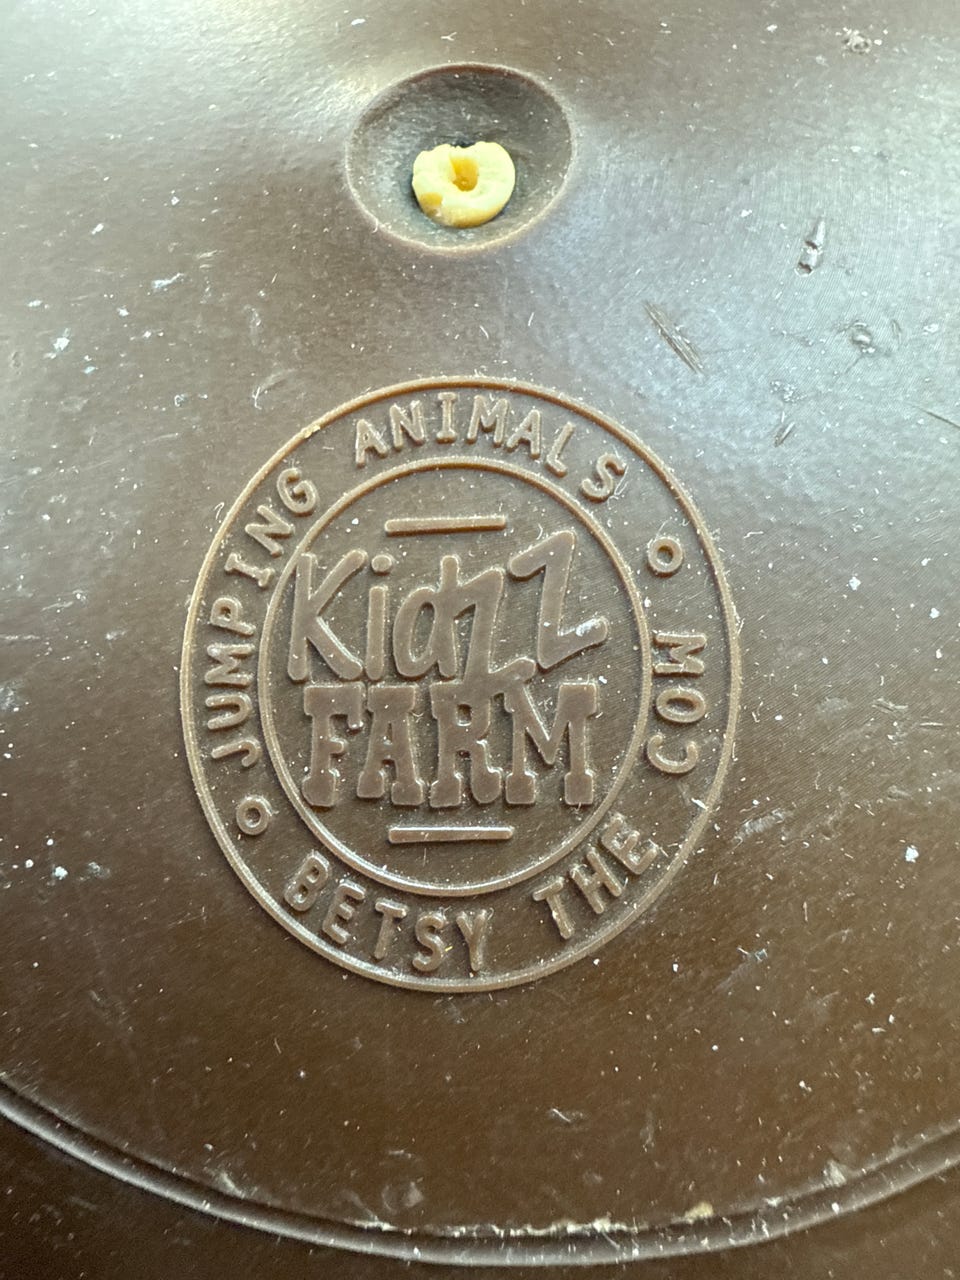 JUMPING ANIMALS
KidzZ
FARM
BETSY THE COW